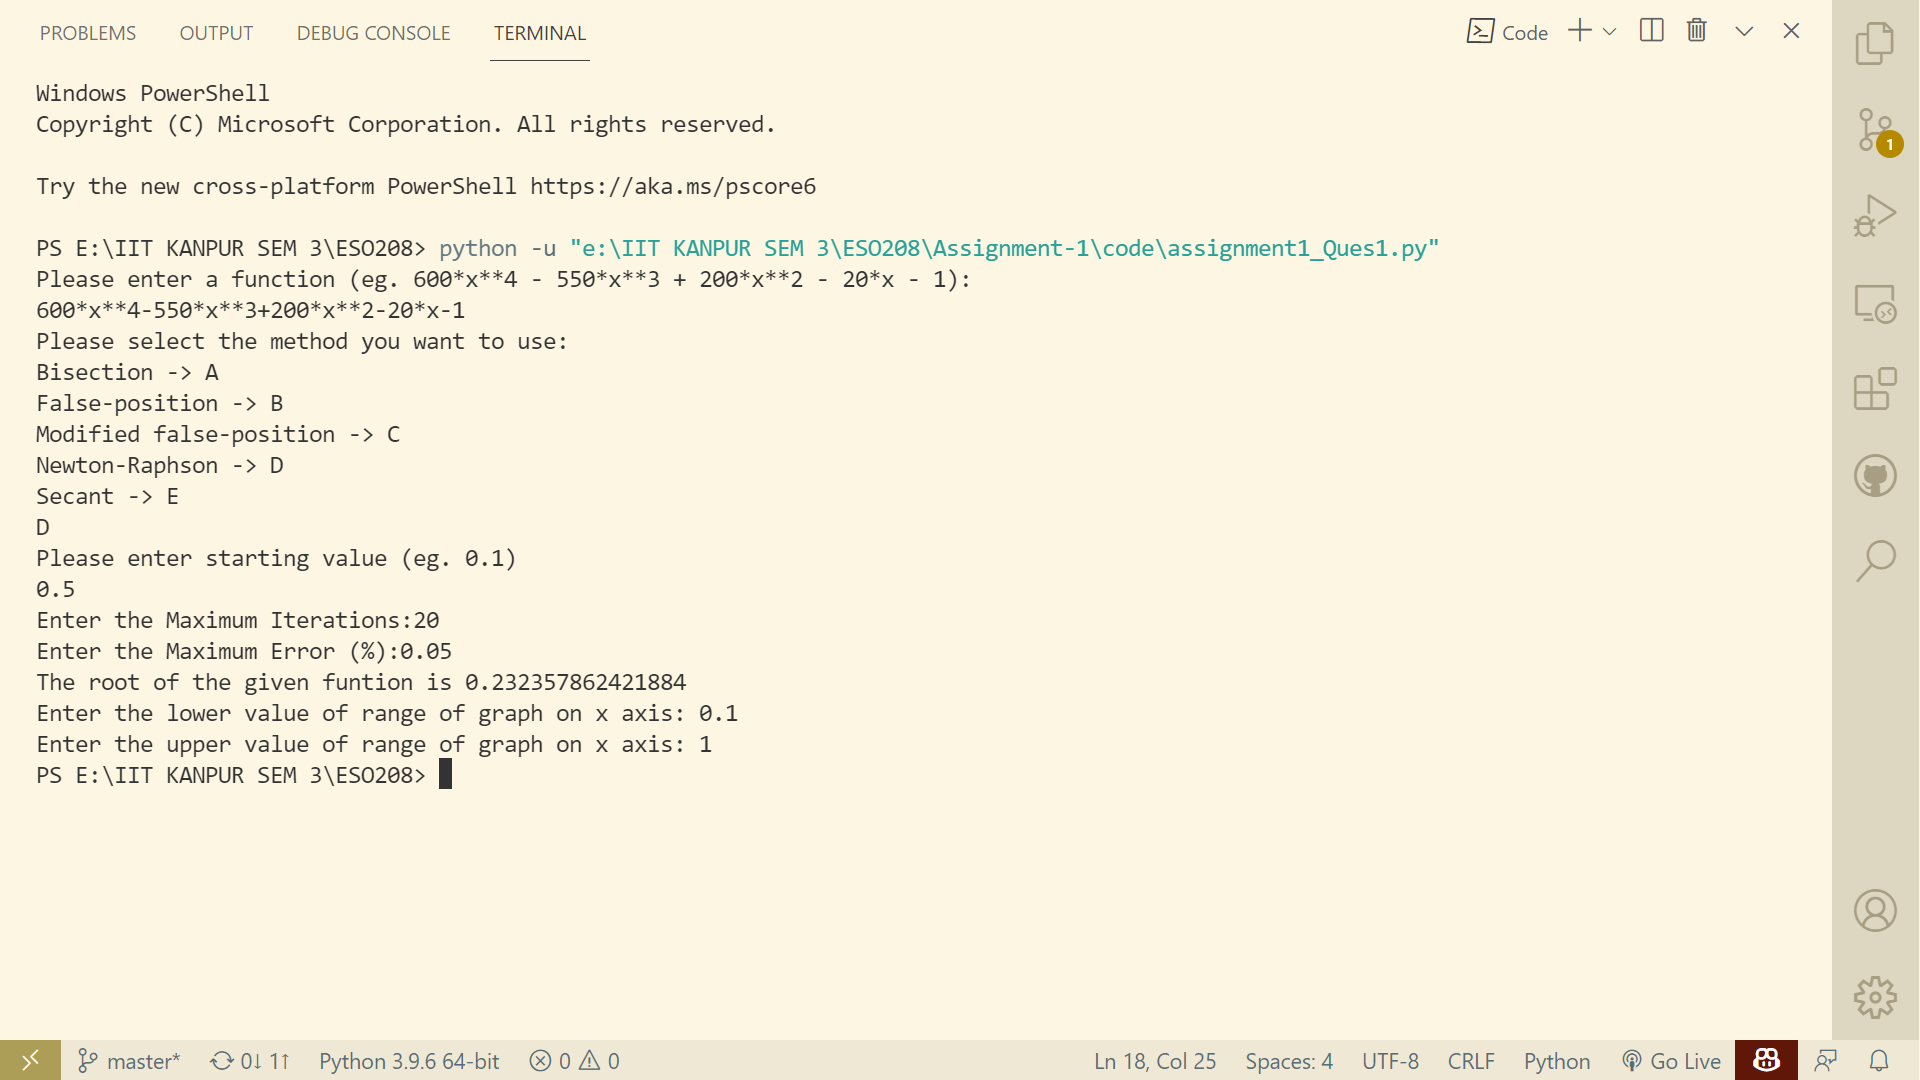 PROBLEMS OUTPUT DEBUG CONSOLE TERMINAL Code
Windows PowerShell
Copyright (C) Microsoft Corporation. All rights reserved.
Try the new cross-platform PowerShell https://aka.ms/pscore6
PS E:\IIT KANPUR SEM 3\ESO208> python -u "e:\IIT KANPUR SEM 3\ESO208\Assignment-1\code\assignment1_Ques1.py"
Please enter a function (eg. 600*x**4 - 550*x**3 + 200*x**2 - 20*x - 1):
600*x**4-550*x**3+200*x**2-20*x-1
Please select the method you want to use:
Bisection -> A
False-position -> B
Modified false-position -> C
Newton-Raphson -> D
Secant -> E
D
Please enter starting value (eg. 0.1)
0.5
Enter the Maximum Iterations:20
Enter the Maximum Error (%):0.05
The root of the given funtion is 0.232357862421884
Enter the lower value of range of graph on x axis: 0.1
Enter the upper value of range of graph on x axis: 1
PS E:\IIT KANPUR SEM 3\ESO208>
1
master* 0↓ 1↑ Python 3.9.6 64-bit 0 0 Ln 18, Col 25 Spaces: 4 UTF-8 CRLF Python Go Live